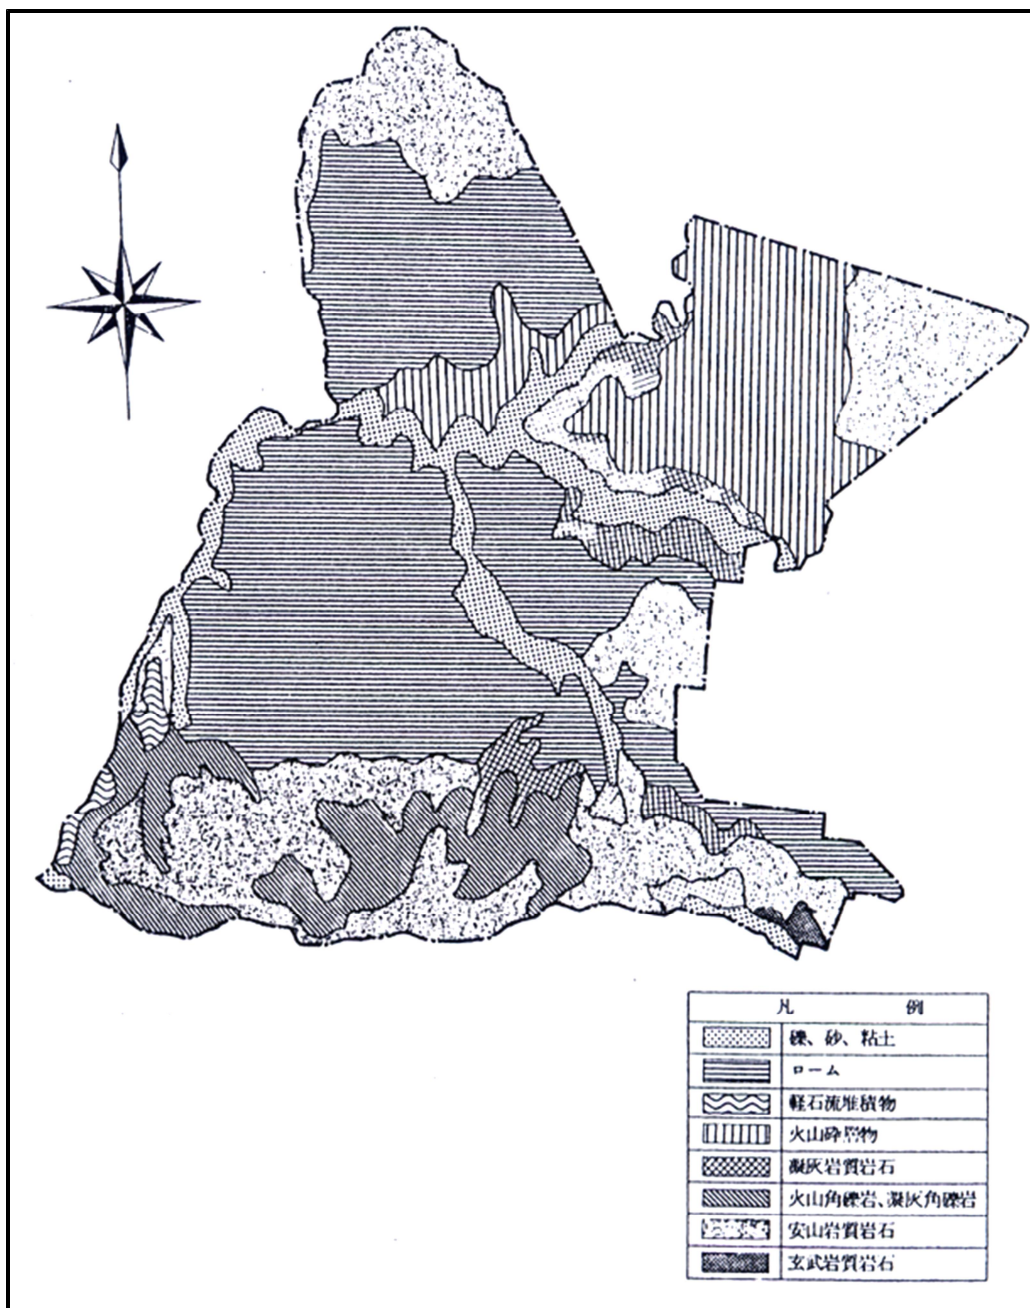 凡 例
礫、砂、粘土
ローム
軽石流堆積物
火山砕屑物
凝灰岩質岩石
火山角礫岩、凝灰角礫岩
安山岩質岩石
玄武岩質岩石